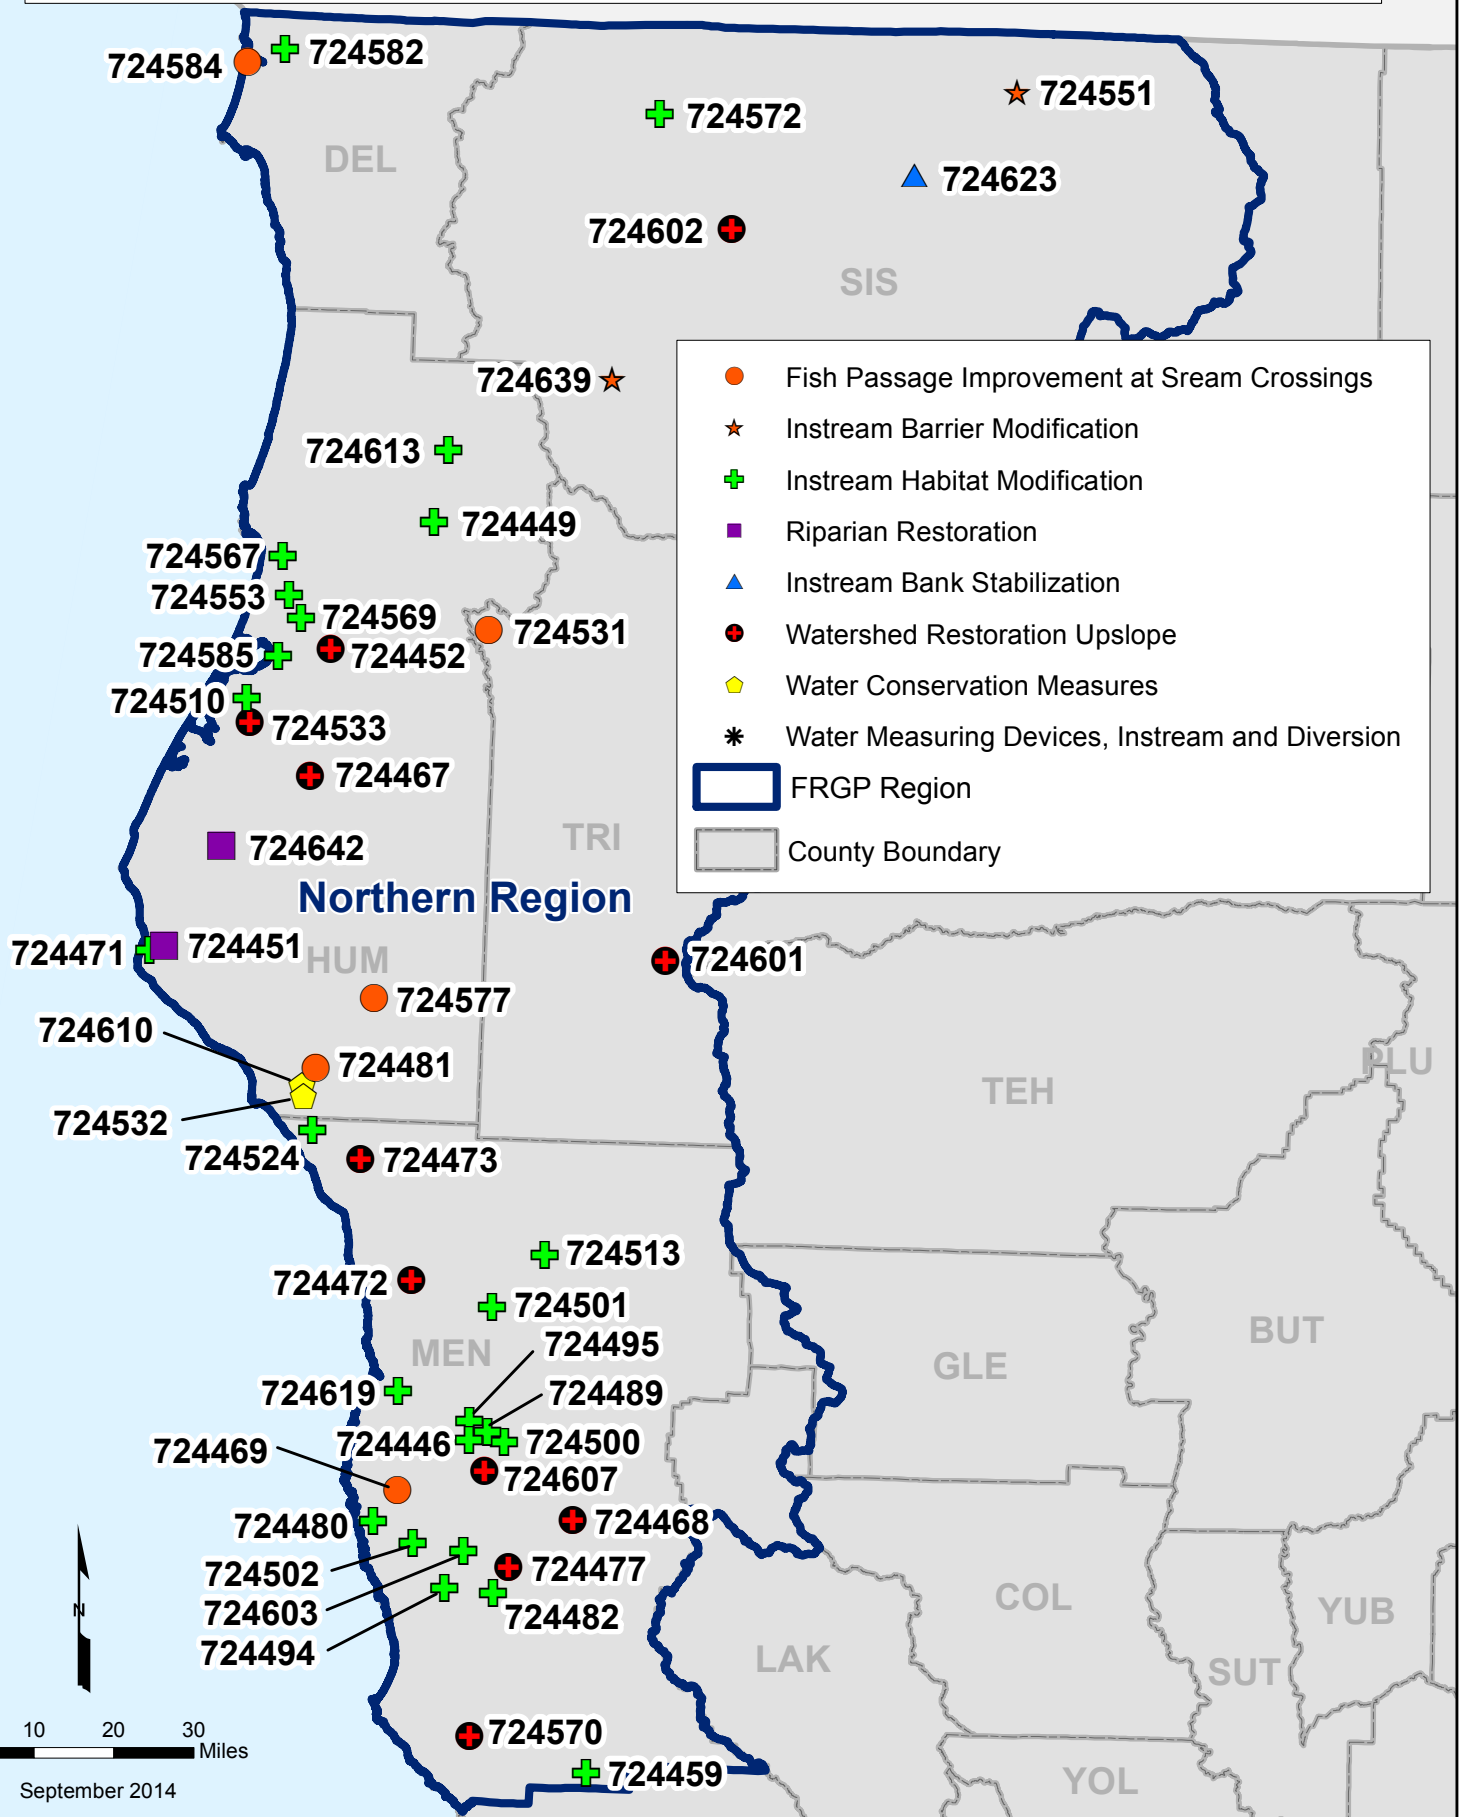 724584
724582
724551
724572
DEL
724623
724602
SIS
724639
Fish Passage Improvement at Sream Crossings
Instream Barrier Modification
Instream Habitat Modification
Riparian Restoration
Instream Bank Stabilization
Watershed Restoration Upslope
Water Conservation Measures
Water Measuring Devices, Instream and Diversion
FRGP Region
County Boundary
724613
724449
724567
724553
724569
724531
724585
724452
724510
724533
724467
TRI
724642
Northern Region
724471
724451
HUM
724601
724577
724610
724481
PLU
TEH
724532
724524
724473
724513
724472
724501
BUT
724495
MEN
GLE
724619
724489
724446
724500
724469
724607
724480
724468
724502
724477
COL
YUB
724603
724482
N
724494
LAK
SUT
724570
10 20 30
Miles
724459
YOL
September 2014